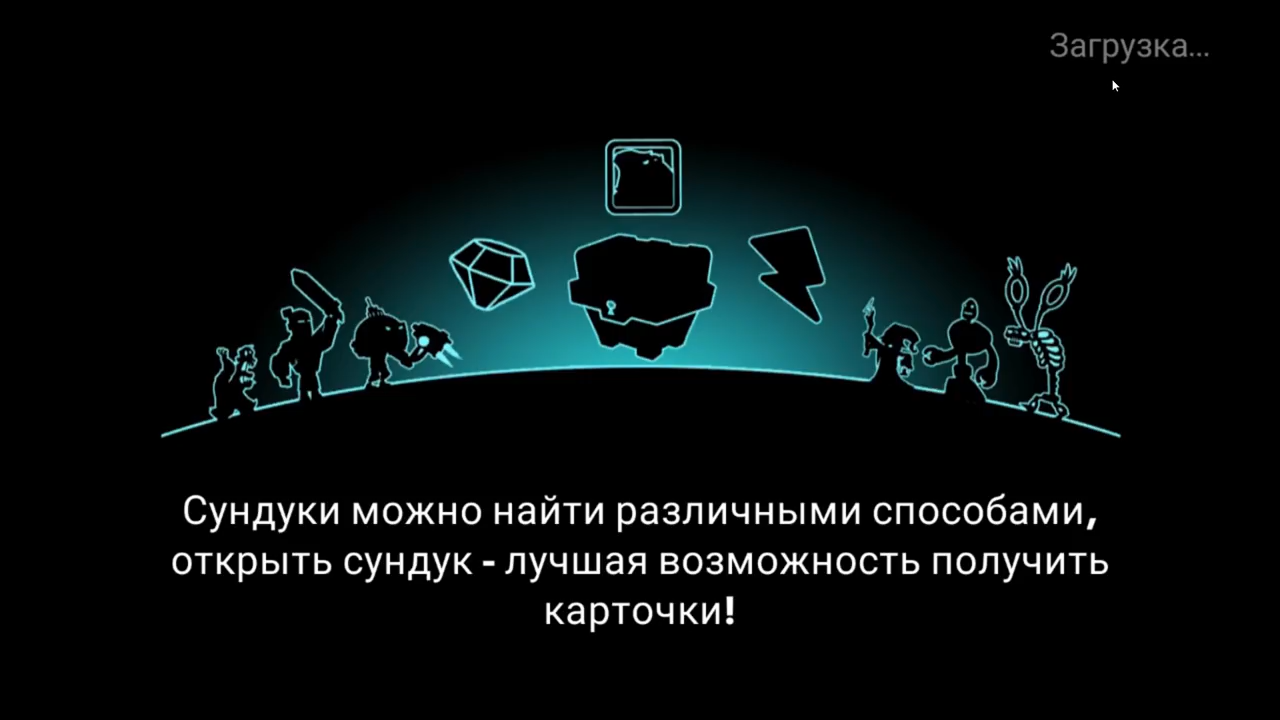 Загрузка...
Сундуки можно найти различными способами,
открыть сундук - лучшая возможность получить
карточки!